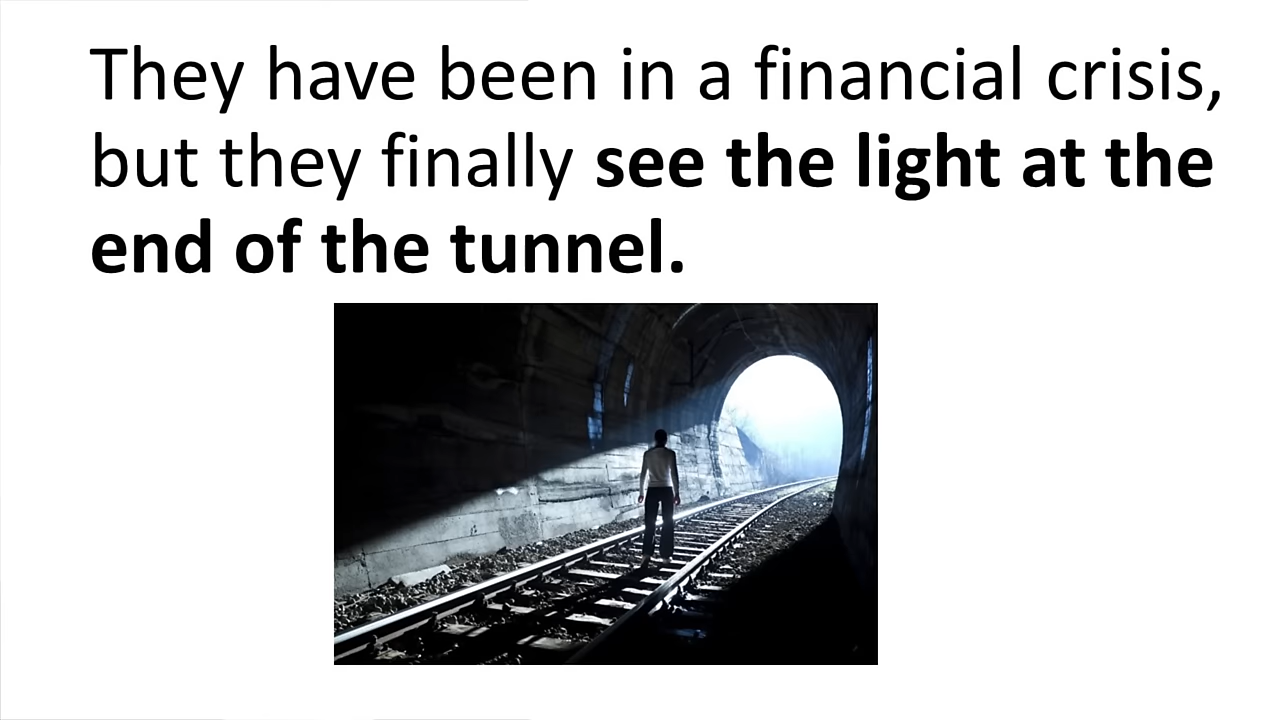 They have been in a financial crisis,
but they finally see the light at the
end of the tunnel.